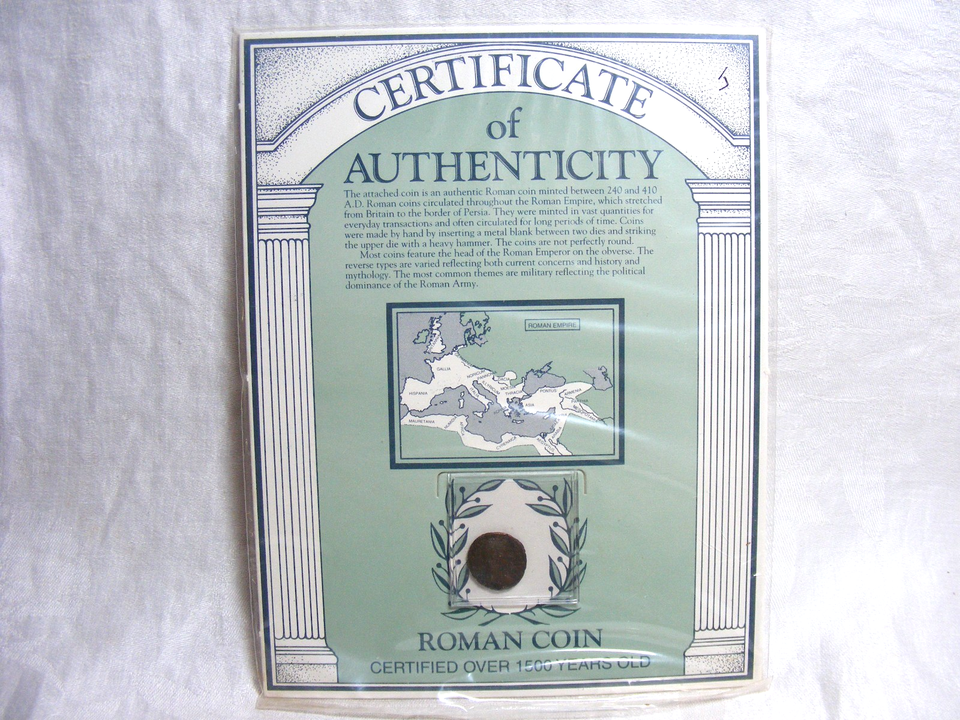 CERTIFICATE
of
AUTHENTICITY
The attached coin is an authentic Roman coin minted between 240 and 410
A.D. Roman coins circulated throughout the Roman Empire, which stretched
from Britain to the border of Persia. They were minted in vast quantities for
everyday transactions and often circulated for long periods of time. Coins
were made by hand by inserting a metal blank between two dies and striking
the upper die with a heavy hammer. The coins are not perfectly round.
Most coins feature the head of the Roman Emperor on the obverse. The
reverse types are varied reflecting both current concerns and history and
mythology. The most common themes are military reflecting the political
dominance of the Roman Army.
ROMAN EMPIRE
GALLIA
HISPANIA
PONTUS
ASIA
MAURETANIA
ROMAN COIN
CERTIFIED OVER 1500 YEARS OLD